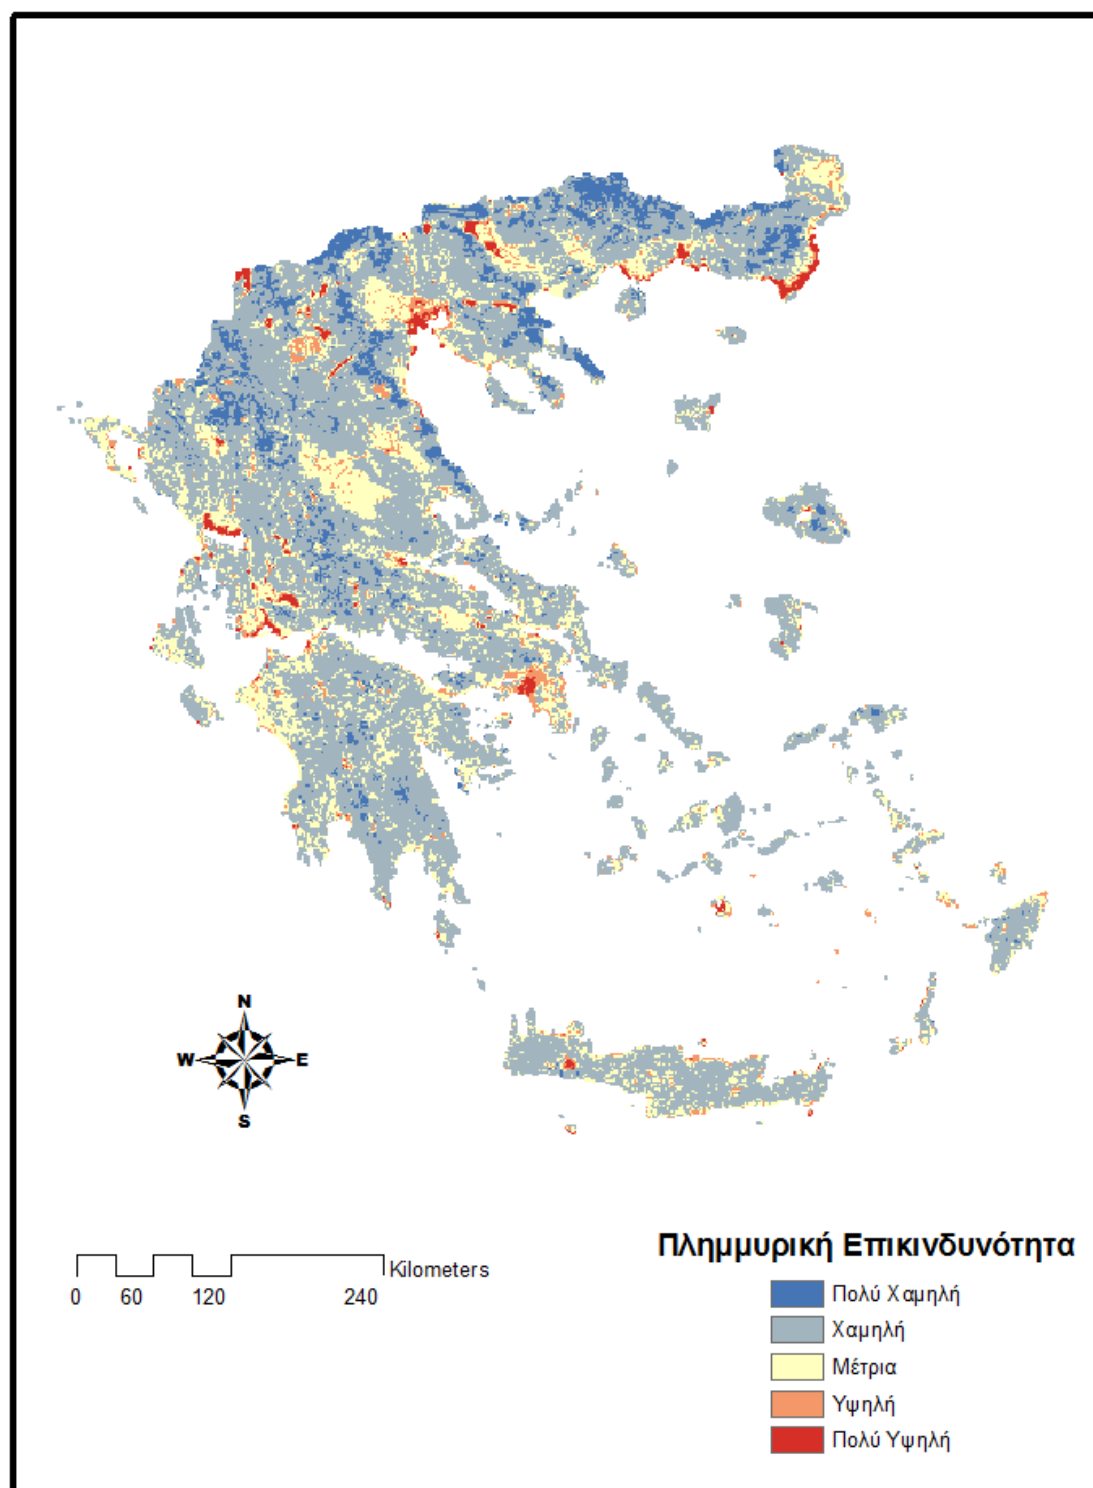 N
W E
S
Kilometers
0 60 120 240
Πλημμυρική Επικινδυνότητα
Πολύ Χαμηλή
Χαμηλή
Μέτρια
Υψηλή
Πολύ Υψηλή